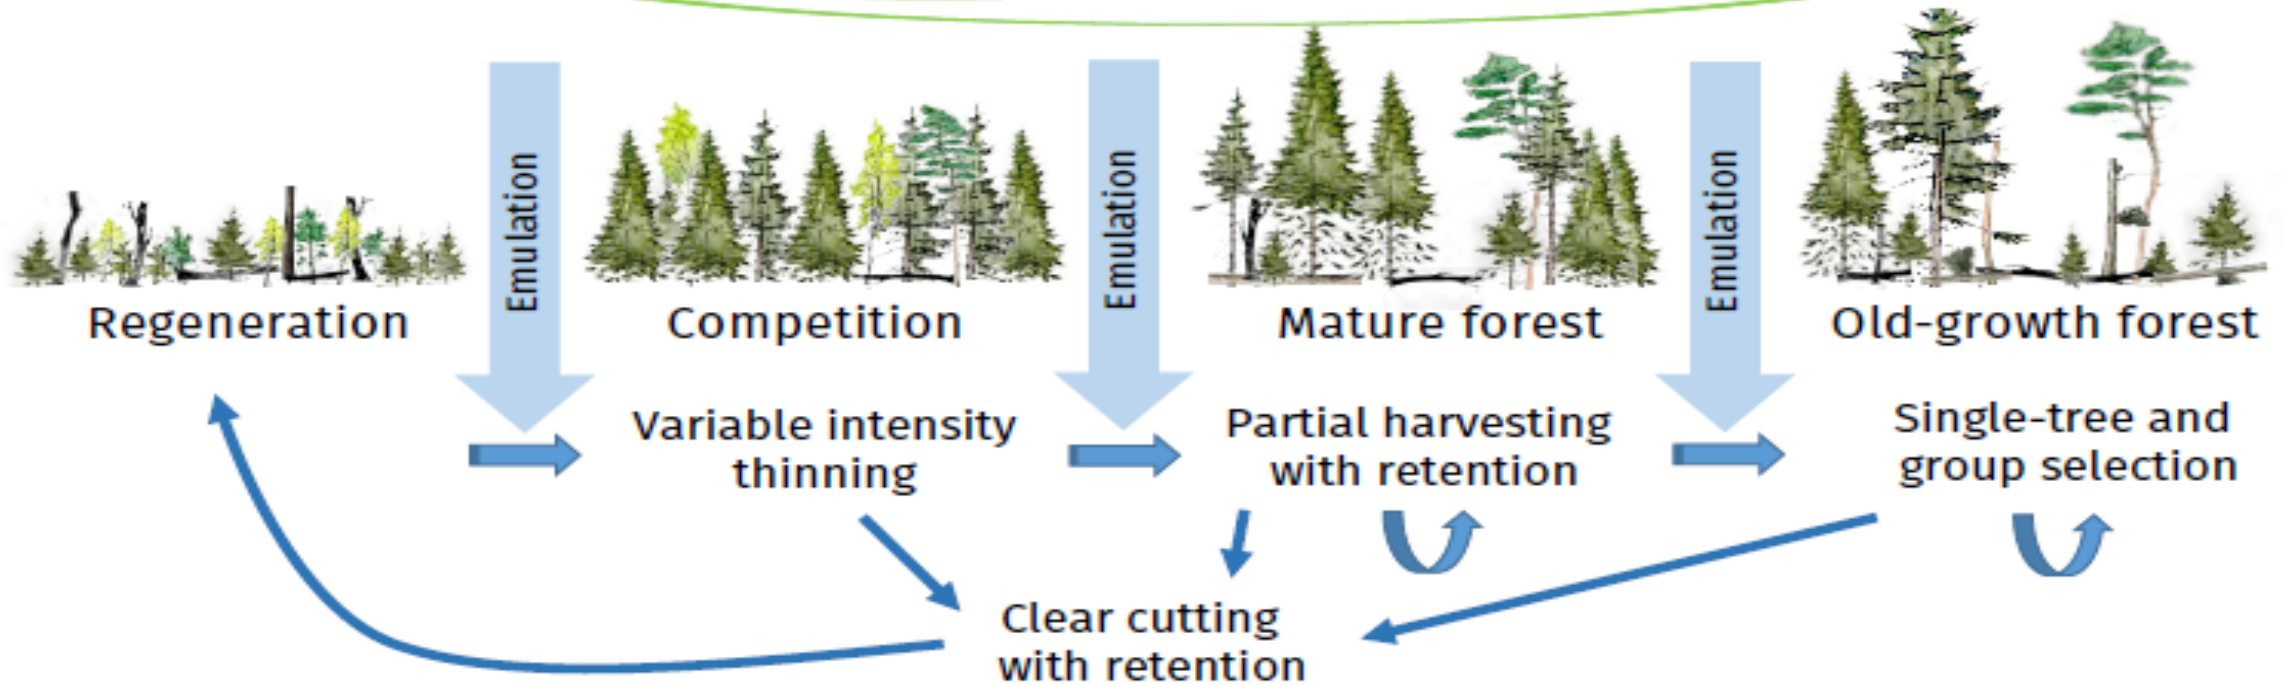 Emulation
Emulation
Emulation
Regeneration
Competition
Mature forest
Old-growth forest
Variable intensity
thinning
Partial harvesting
with retention
Single-tree and
group selection
Clear cutting
with retention